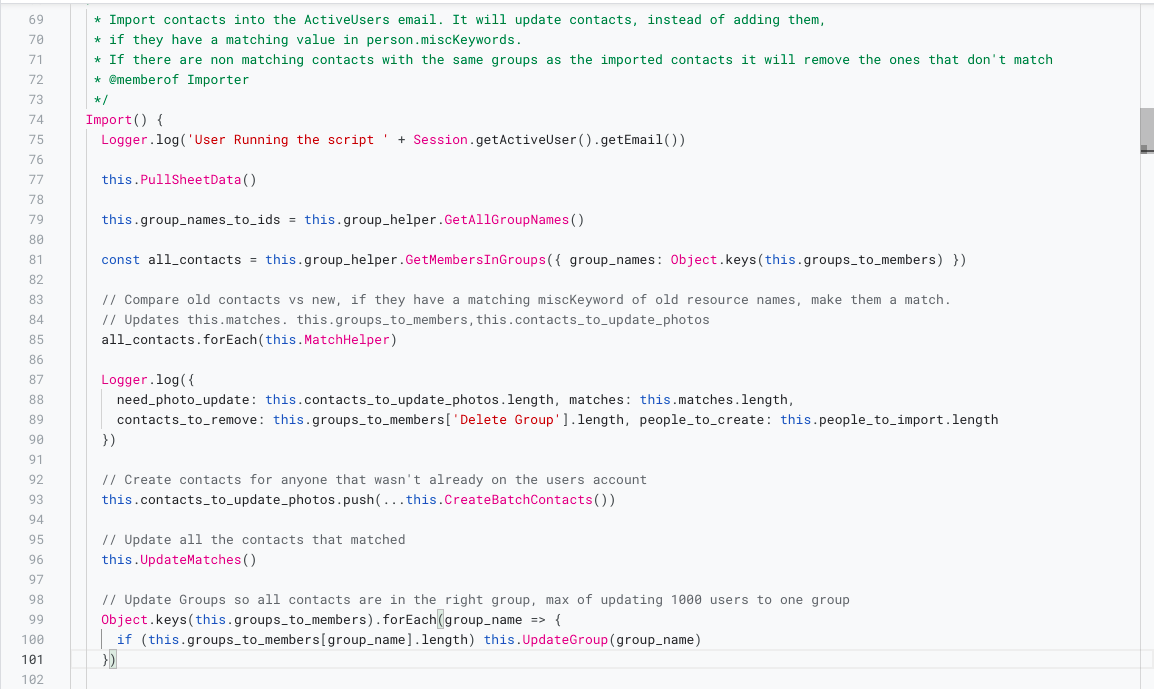 69 * Import contacts into the ActiveUsers email. It will update contacts, instead of adding them,
70 * if they have a matching value in person.miscKeywords.
71 * If there are non matching contacts with the same groups as the imported contacts it will remove the ones that don't match
72 * @memberof Importer
73 */
74 Import() {
75 Logger.log('User Running the script ' + Session.getActiveUser().getEmail())
76
77 this.PullSheetData()
78
79 this.group_names_to_ids = this.group_helper.GetAllGroupNames()
80
81 const all_contacts = this.group_helper.GetMembersInGroups({ group_names: Object.keys(this.groups_to_members) })
82
83 // Compare old contacts vs new, if they have a matching miscKeyword of old resource names, make them a match.
84 // Updates this.matches. this.groups_to_members,this.contacts_to_update_photos
85 all_contacts.forEach(this.MatchHelper)
86
87 Logger.log({
88 need_photo_update: this.contacts_to_update_photos.length, matches: this.matches.length,
89 contacts_to_remove: this.groups_to_members['Delete Group'].length, people_to_create: this.people_to_import.length
90 })
91
92 // Create contacts for anyone that wasn't already on the users account
93 this.contacts_to_update_photos.push(...this.CreateBatchContacts())
94
95 // Update all the contacts that matched
96 this.UpdateMatches()
97
98 // Update Groups so all contacts are in the right group, max of updating 1000 users to one group
99 Object.keys(this.groups_to_members).forEach(group_name => {
100 if (this.groups_to_members[group_name].length) this.UpdateGroup(group_name)
101 })
102